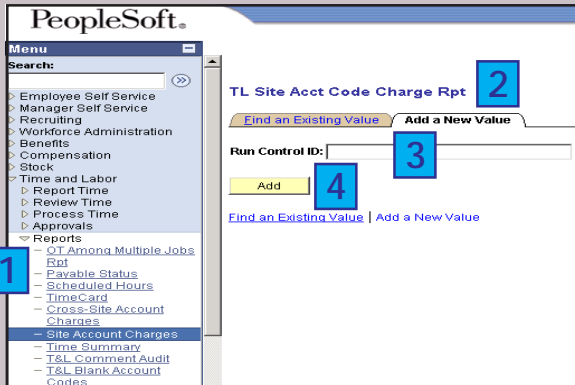 PeopleSoft.
Menu
Search:
Employee Self Service
Manager Self Service
Recruiting
Workforce Administration
Benefits
Compensation
Stock
Time and Labor
Report Time
Review Time
Process Time
Approvals
Reports
1
OT Among Multiple Jobs
Rpt
Payable Status
Scheduled Hours
TimeCard
Cross-Site Account
Charges
Site Account Charges
Time Summary
T&L Comment Audit
T&L Blank Account
Codes
TL Site Acct Code Charge Rpt 2
Find an Existing Value Add a New Value
Run Control ID: 3
Add 4
Find an Existing Value | Add a New Value